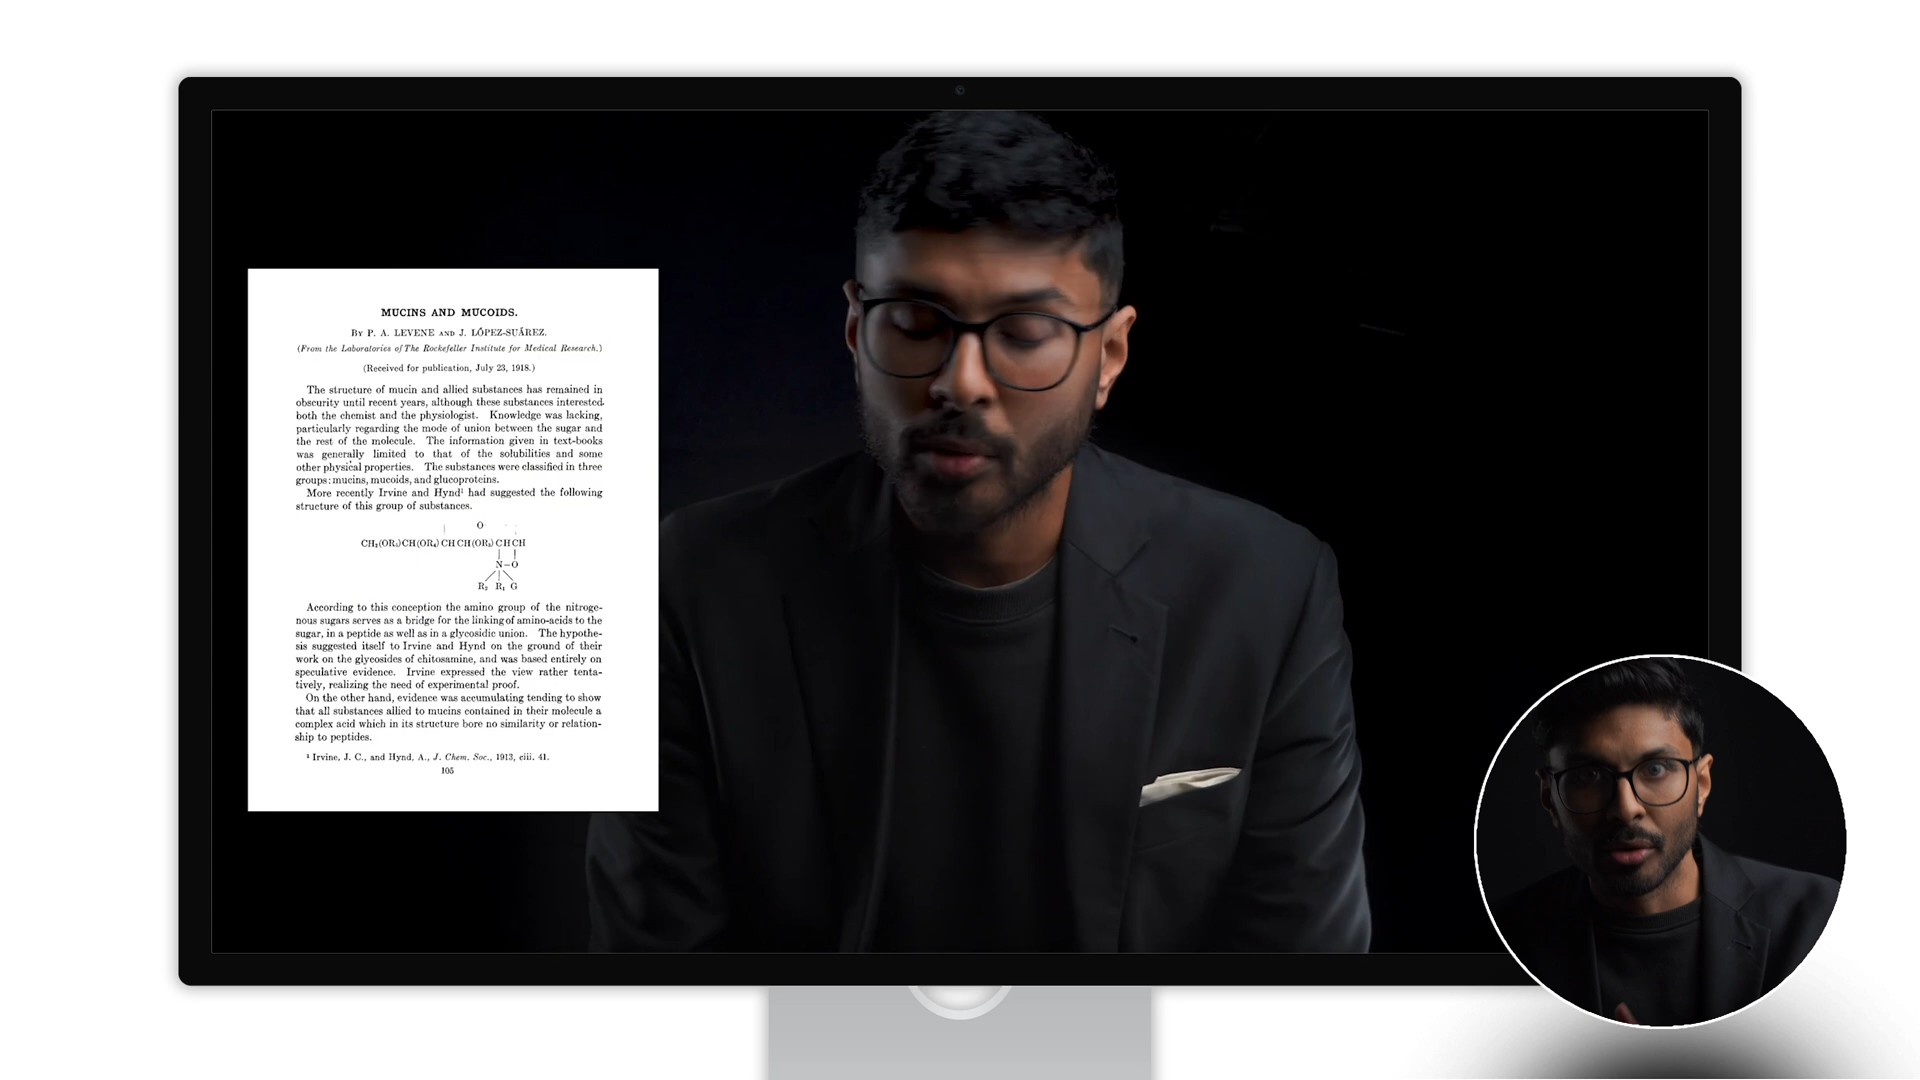 MUCINS AND MUCOIDS.
BY P. A. LEVENE AND J. LÓPEZ-SUÁREZ.
(From the Laboratories of The Rockefeller Institute for Medical Research.)
(Received for publication, July 23, 1918.)
The structure of mucin and allied substances has remained in
obscurity until recent years, although these substances interested
both the chemist and the physiologist. Knowledge was lacking,
particularly regarding the mode of union between the sugar and
the rest of the molecule. The information given in text-books
was generally limited to that of the solubilities and some
other physical properties. The substances were classified in three
groups: mucins, mucoids, and glucoproteins.
More recently Irvine and Hynd¹ had suggested the following
structure of this group of substances.
O
CH₂(OR₅)CH(OR₄)CHCH(OR₃)CHCH
N–O
R₂ R₁ G
According to this conception the amino group of the nitroge-
nous sugars serves as a bridge for the linking of amino-acids to the
sugar, in a peptide as well as in a glycosidic union. The hypothe-
sis suggested itself to Irvine and Hynd on the ground of their
work on the glycosides of chitosamine, and was based entirely on
speculative evidence. Irvine expressed the view rather tenta-
tively, realizing the need of experimental proof.
On the other hand, evidence was accumulating tending to show
that all substances allied to mucins contained in their molecule a
complex acid which in its structure bore no similarity or relation-
ship to peptides.
¹ Irvine, J. C., and Hynd, A., J. Chem. Soc., 1913, ciii. 41.
105